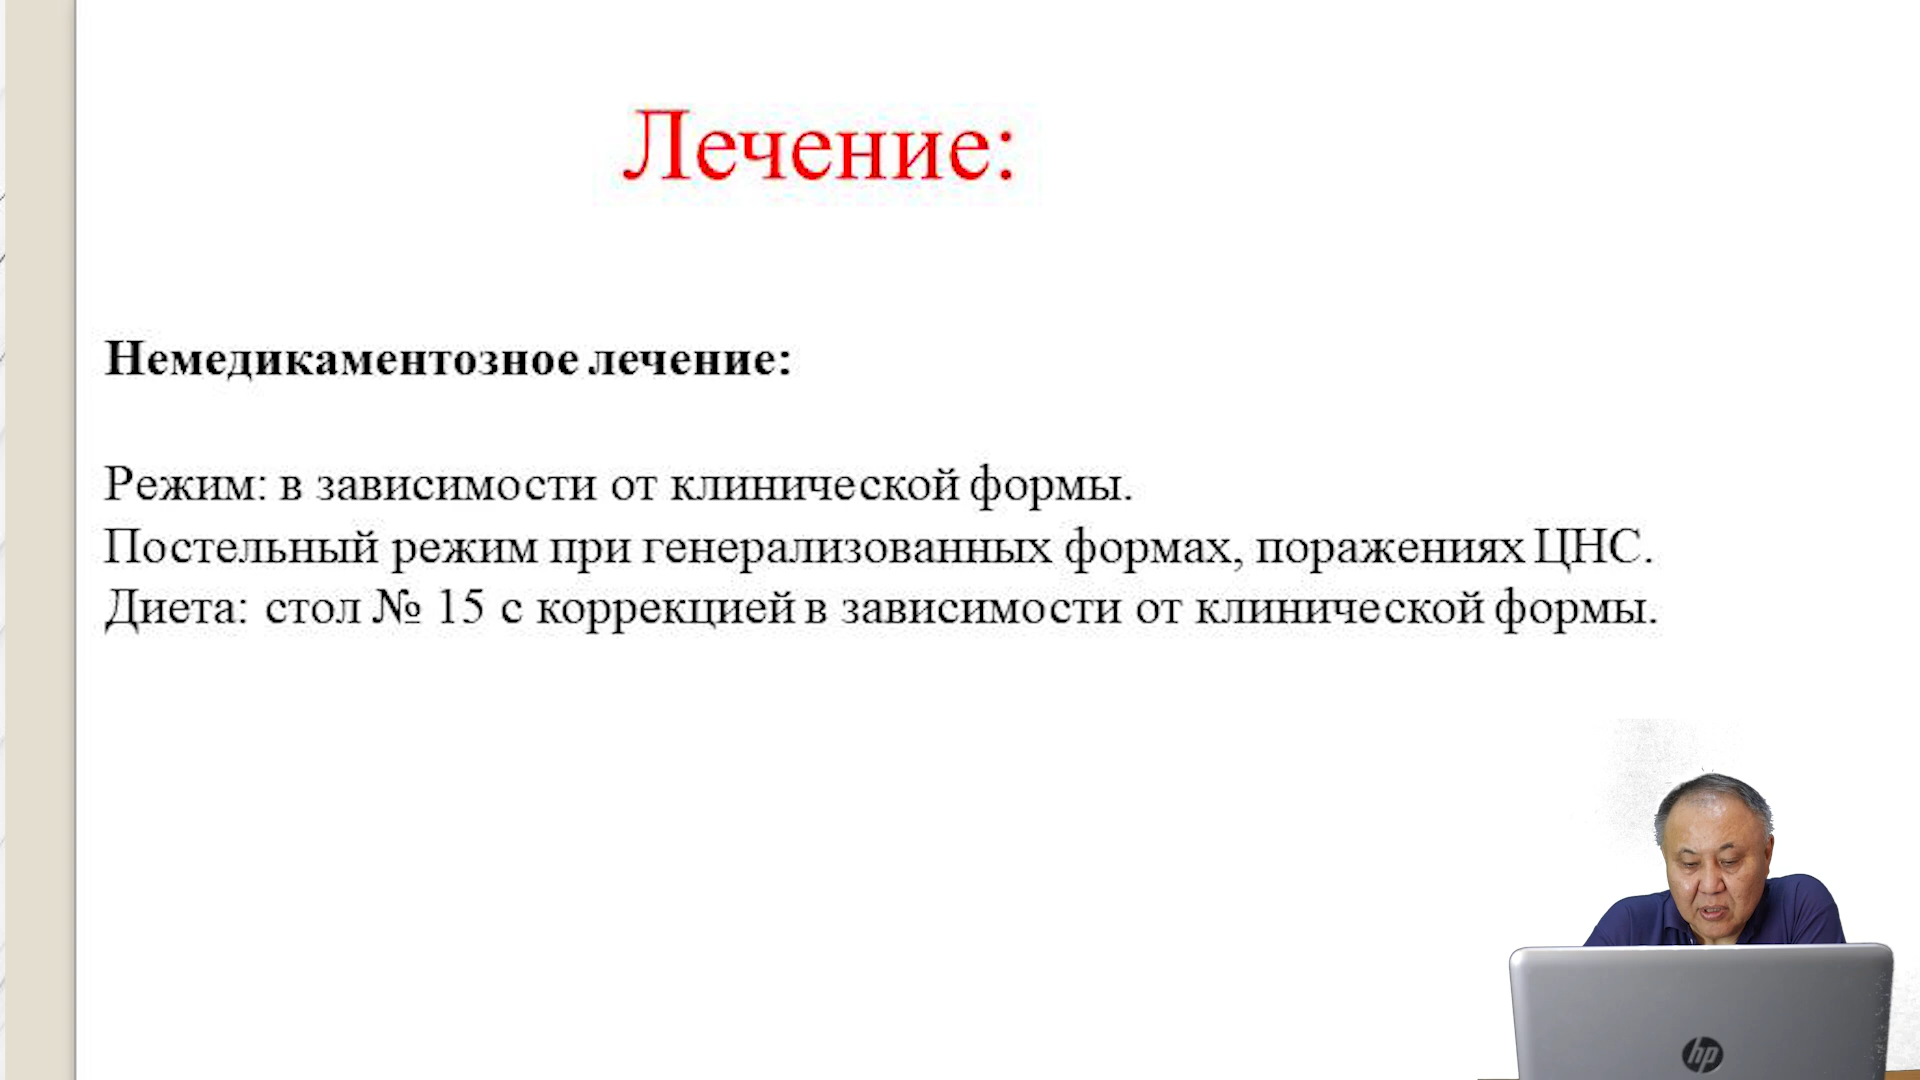 Лечение:
Немедикаментозное лечение:
Режим: в зависимости от клинической формы.
Постельный режим при генерализованных формах, поражениях ЦНС.
Диета: стол № 15 с коррекцией в зависимости от клинической формы.
hp